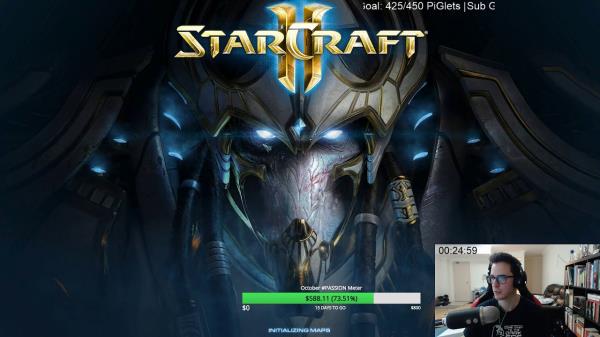 Goal: 425/450 PiGlets |Sub G
STARCRAFT
II
October #PASSION Meter
$588.11 (73.51%)
$0 15 DAYS TO GO $800
INITIALIZING MAPS
00:24:59